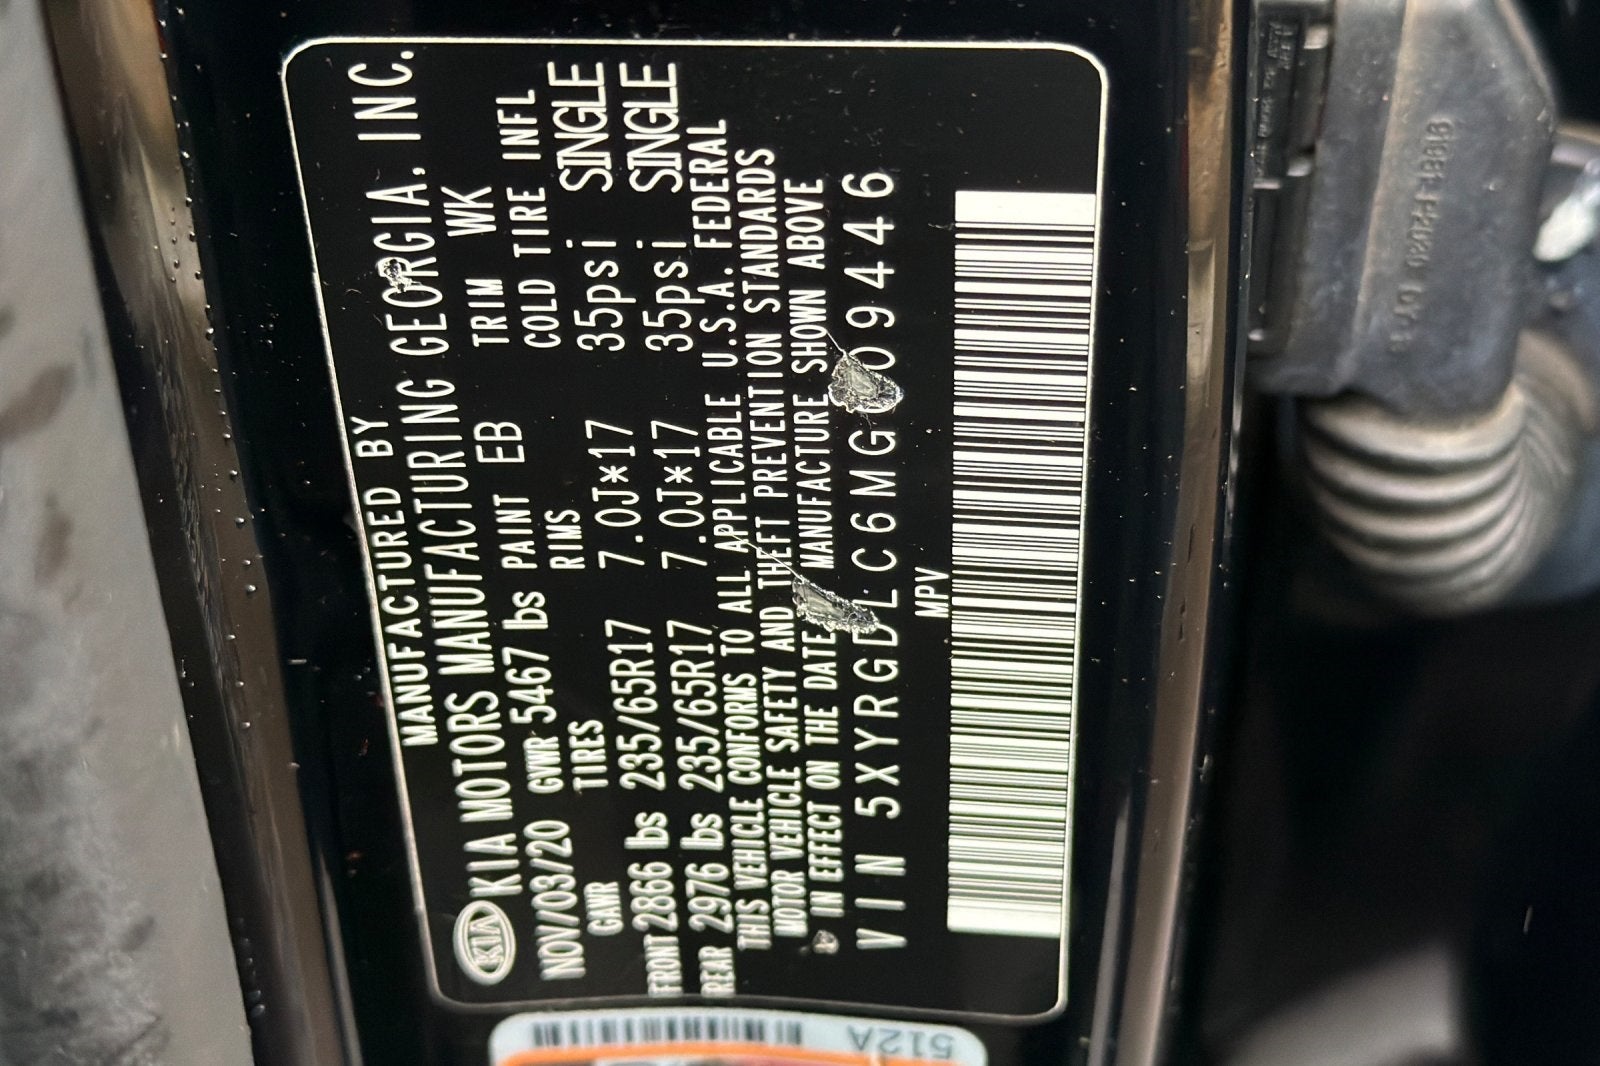 MANUFACTURED BY
KIA KIA MOTORS MANUFACTURING GEORGIA, INC.
NOV/03/20 GVWR 5467 lbs PAINT EB TRIM WK
GAWR TIRES RIMS COLD TIRE INFL
FRONT 2866 lbs 235/65R17 7.0J*17 35psi SINGLE
REAR 2976 lbs 235/65R17 7.0J*17 35psi SINGLE
THIS VEHICLE CONFORMS TO ALL APPLICABLE U.S.A. FEDERAL
MOTOR VEHICLE SAFETY AND THEFT PREVENTION STANDARDS
IN EFFECT ON THE DATE MANUFACTURE SHOWN ABOVE
VIN 5XYRGDLC6MG009446
MPV
512A